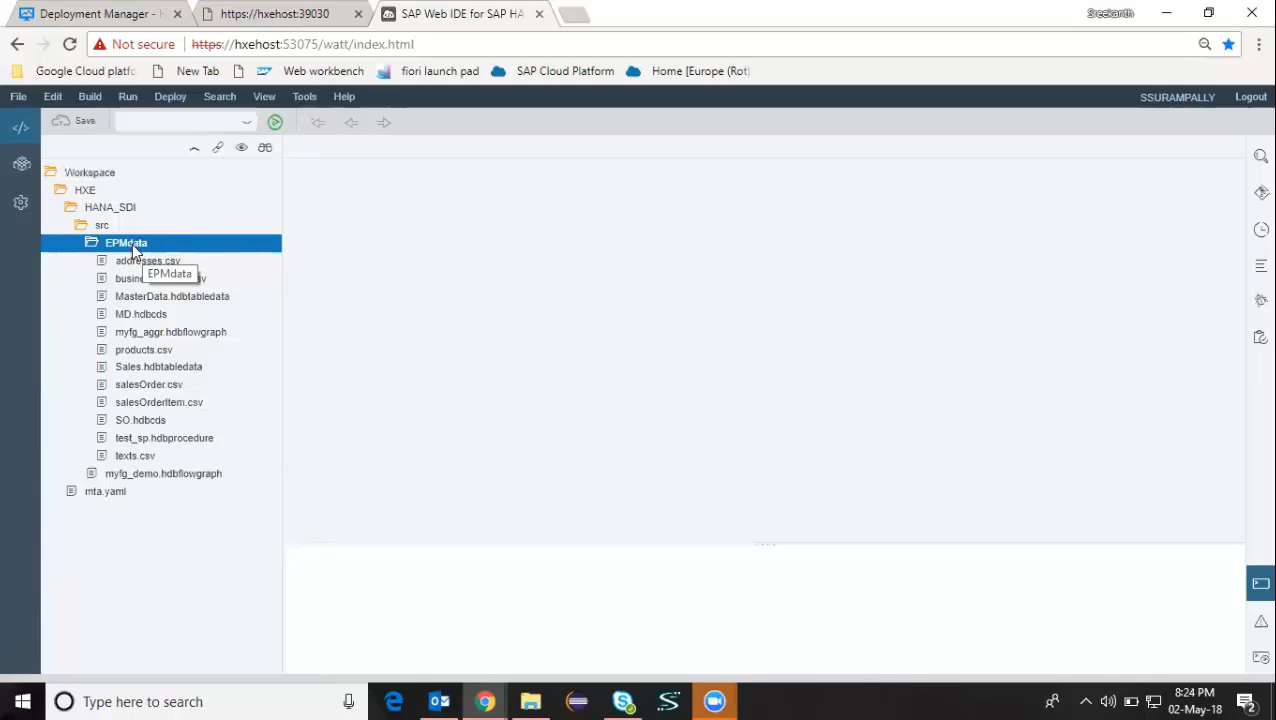 Deployment Manager - H
https://hxehost:39030
SAP Web IDE for SAP HA
Sreekanth
Not secure
https://hxehost:53075/watt/index.html
Google Cloud platfo
New Tab
Web workbench
fiori launch pad
SAP Cloud Platform
Home [Europe (Rot)
File Edit Build Run Deploy Search View Tools Help
SSURAMPALLY Logout
Save
Workspace
HXE
HANA_SDI
src
EPMdata
addresses.csv
EPMdata
MasterData.hdbtabledata
MD.hdbcds
myfg_aggr.hdbflowgraph
products.csv
Sales.hdbtabledata
salesOrder.csv
salesOrderItem.csv
SO.hdbcds
test_sp.hdbprocedure
texts.csv
myfg_demo.hdbflowgraph
mta.yaml
Type here to search
8:24 PM
02-May-18
2